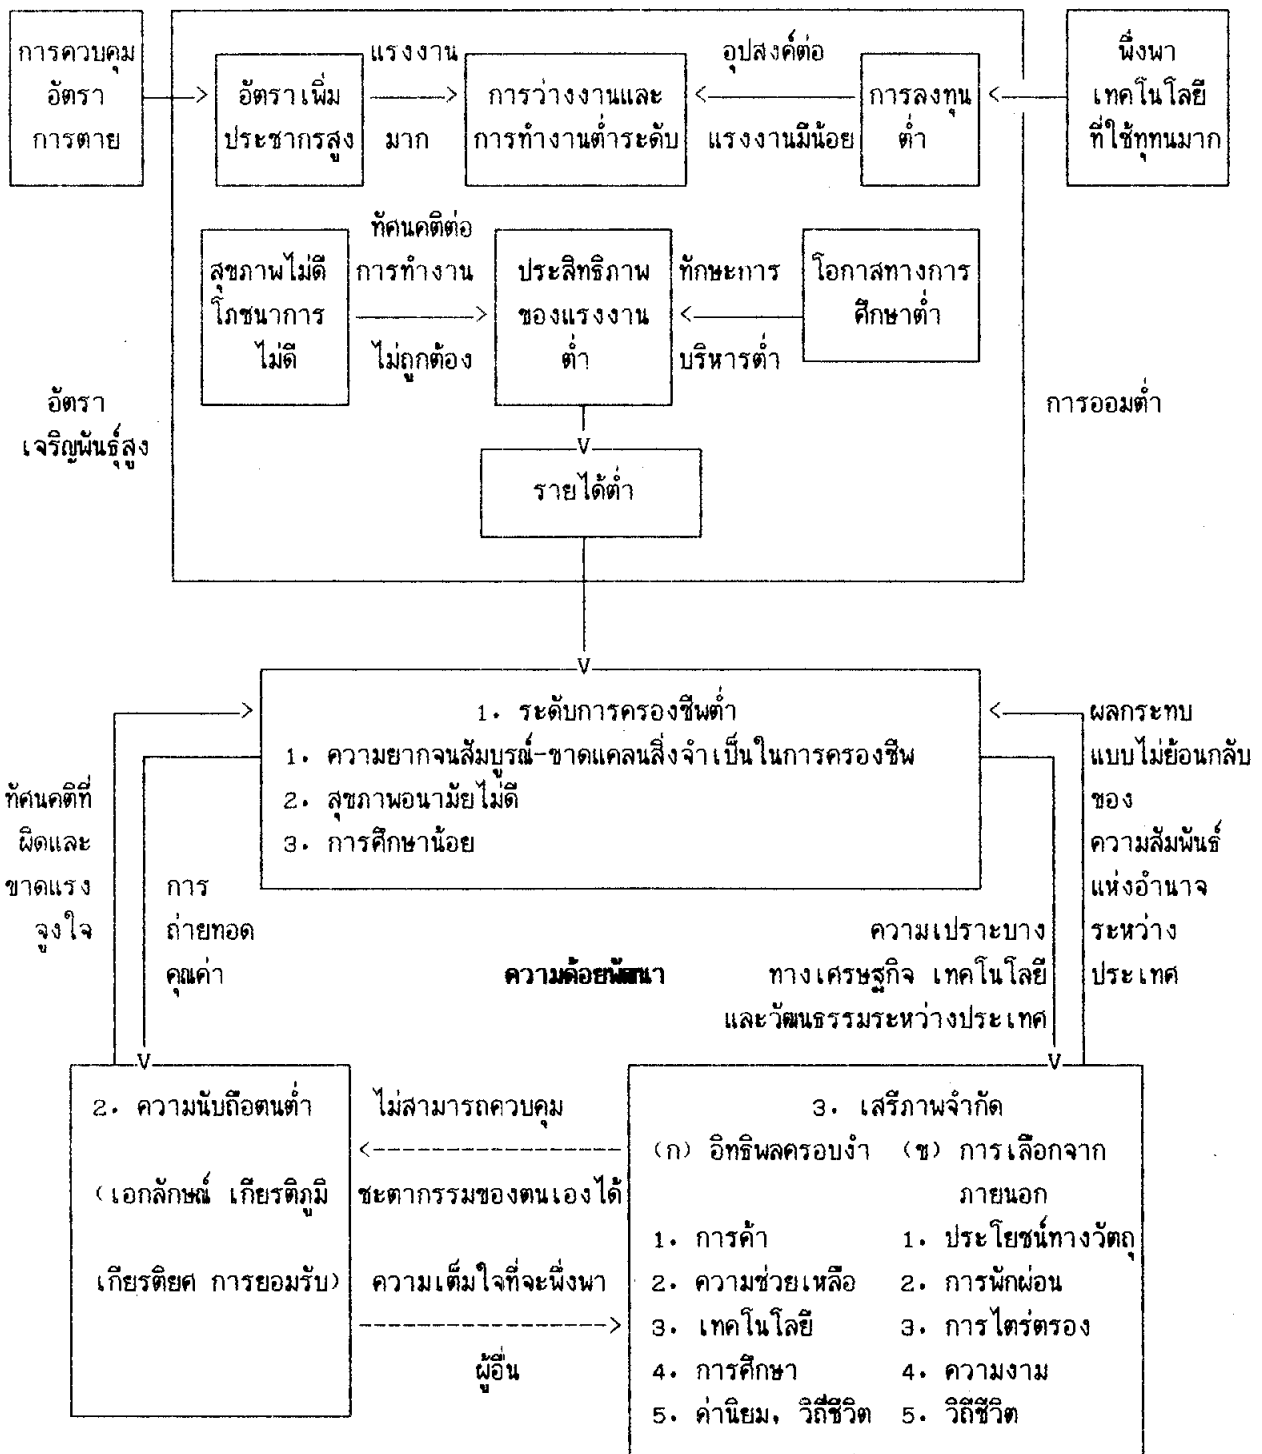 การควบคุม
อัตรา
การตาย
อัตราเพิ่ม
ประชากรสูง
แรงงาน
มาก
การว่างงานและ
การทำงานต่ำระดับ
อุปสงค์ต่อ
แรงงานมีน้อย
การลงทุน
ต่ำ
พึ่งพา
เทคโนโลยี
ที่ใช้ทุทนมาก
สุขภาพไม่ดี
โภชนาการ
ไม่ดี
ทัศนคติต่อ
การทำงาน
ไม่ถูกต้อง
ประสิทธิภาพ
ของแรงงาน
ต่ำ
ทักษะการ
บริหารต่ำ
โอกาสทางการ
ศึกษาต่ำ
อัตรา
เจริญพันธุ์สูง
การออมต่ำ
รายได้ต่ำ
1. ระดับการครองชีพต่ำ
1. ความยากจนสัมบูรณ์-ขาดแคลนสิ่งจำเป็นในการครองชีพ
2. สุขภาพอนามัยไม่ดี
3. การศึกษาน้อย
ทัศนคติที่
ผิดและ
ขาดแรง
จูงใจ
การ
ถ่ายทอด
คุณค่า
ความด้อยพัฒนา
ความเปราะบาง
ทางเศรษฐกิจ เทคโนโลยี
และวัฒนธรรมระหว่างประเทศ
ผลกระทบ
แบบไม่ย้อนกลับ
ของ
ความสัมพันธ์
แห่งอำนาจ
ระหว่าง
ประเทศ
2. ความนับถือตนต่ำ
(เอกลักษณ์ เกียรติภูมิ
เกียรติยศ การยอมรับ)
ไม่สามารถควบคุม
ชะตากรรมของตนเองได้
ความเต็มใจที่จะพึ่งพา
ผู้อื่น
3. เสรีภาพจำกัด
(ก) อิทธิพลครอบงำ
1. การค้า
2. ความช่วยเหลือ
3. เทคโนโลยี
4. การศึกษา
5. ค่านิยม, วิถีชีวิต
(ข) การเลือกจาก
ภายนอก
1. ประโยชน์ทางวัตถุ
2. การพักผ่อน
3. การไตร่ตรอง
4. ความงาม
5. วิถีชีวิต